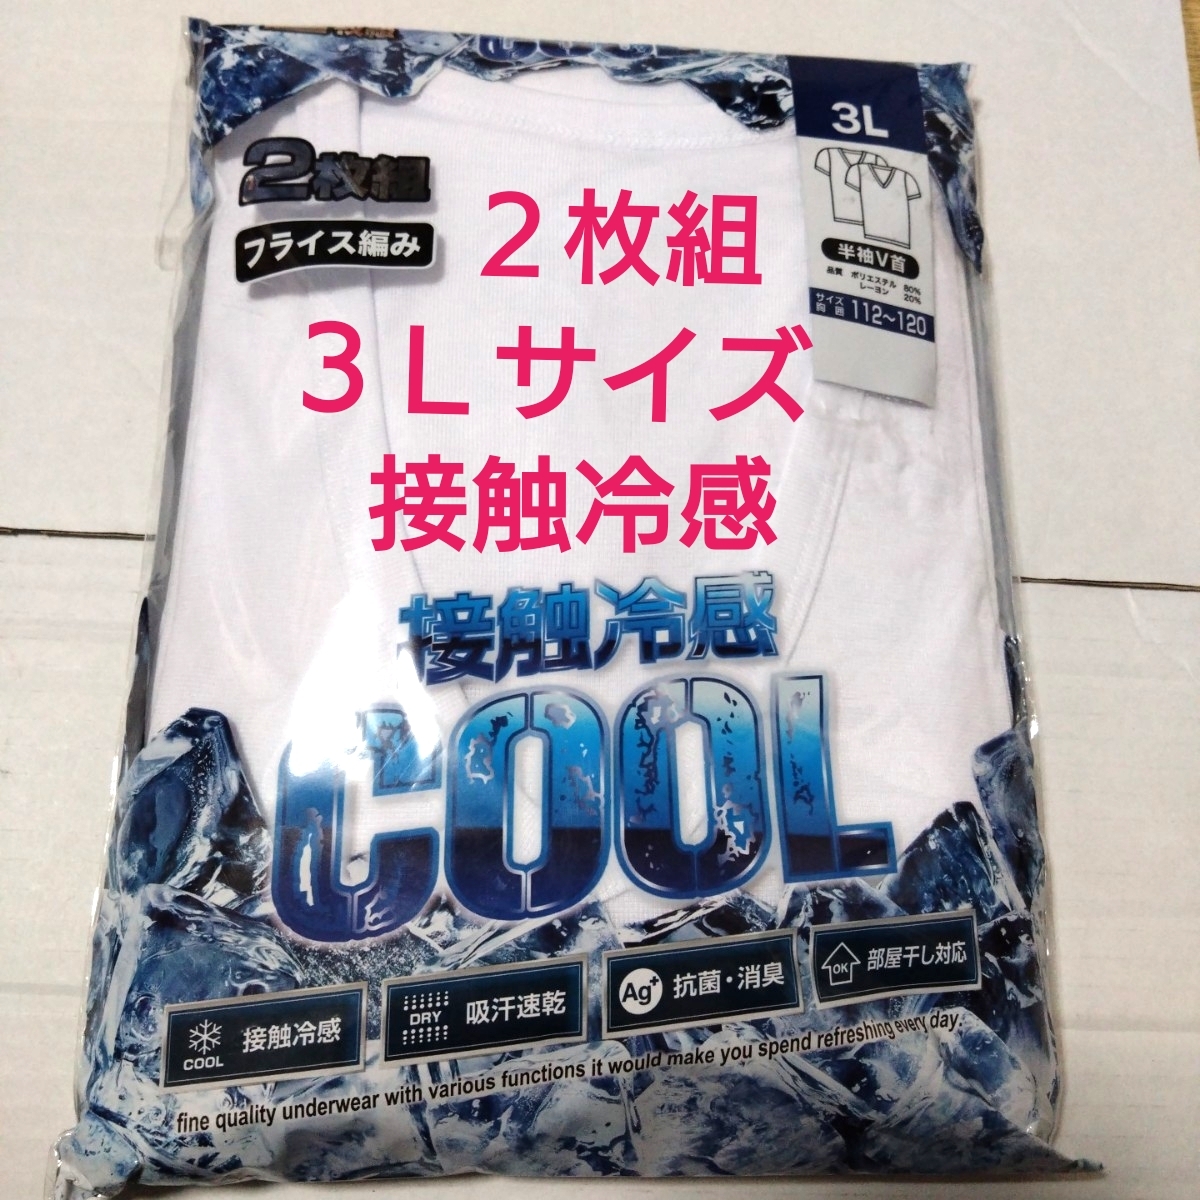 COOL
3L
2枚組
フライス編み
半袖V首
品質 ポリエステル 80%
レーヨン 20%
サイズ
胸囲 112～120
２枚組
３Ｌサイズ
接触冷感
接触冷感
COOL
COOL 接触冷感
DRY 吸汗速乾
Ag+ 抗菌・消臭
OK 部屋干し対応
fine quality underwear with various functions it would make you spend refreshing every day.